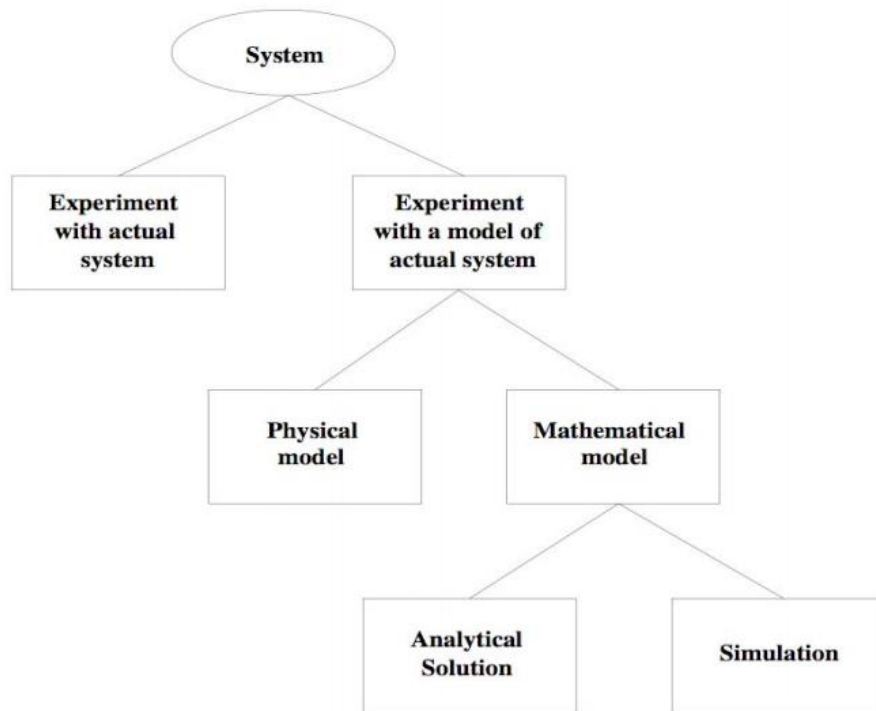 System
Experiment
with actual
system
Experiment
with a model of
actual system
Physical
model
Mathematical
model
Analytical
Solution
Simulation